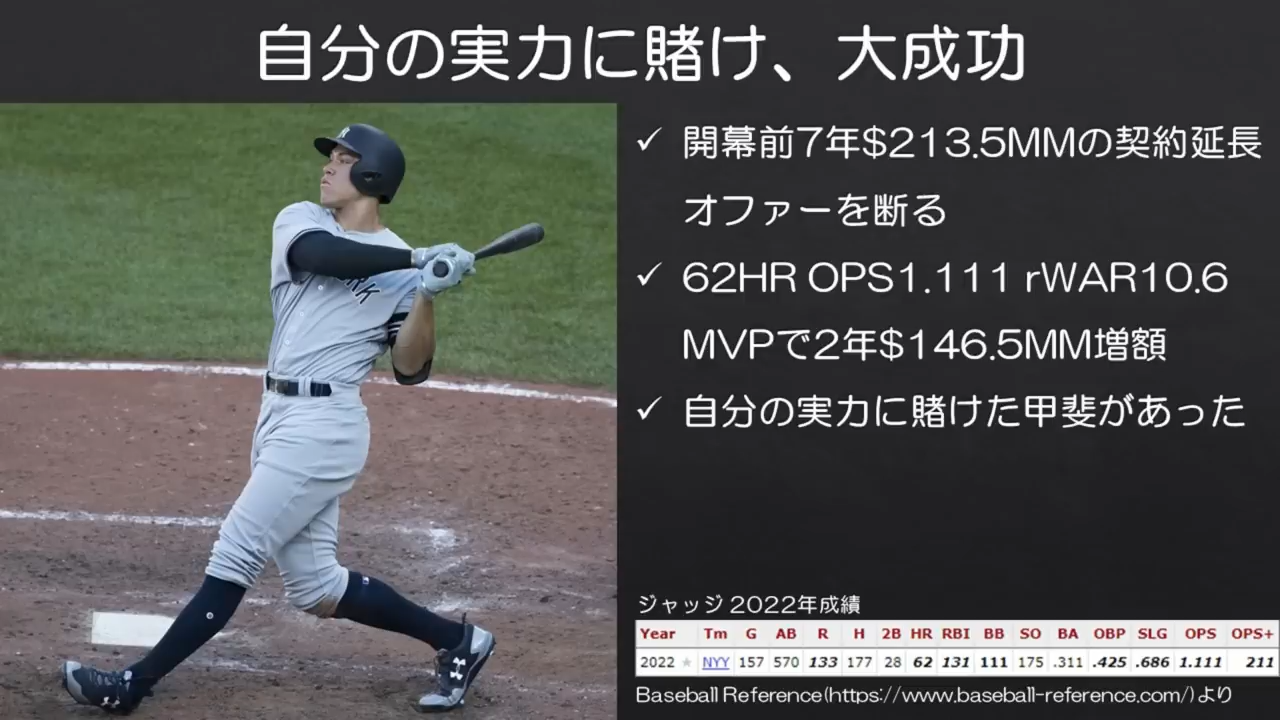 自分の実力に賭け、大成功
✓ 開幕前7年$213.5MMの契約延長
オファーを断る
✓ 62HR OPS1.111 rWAR10.6
MVPで2年$146.5MM増額
✓ 自分の実力に賭けた甲斐があった
ジャッジ 2022年成績
Year Tm G AB R H 2B HR RBI BB SO BA OBP SLG OPS OPS+
2022 ★ NYY 157 570 133 177 28 62 131 111 175 .311 .425 .686 1.111 211
Baseball Reference(https://www.baseball-reference.com/)より